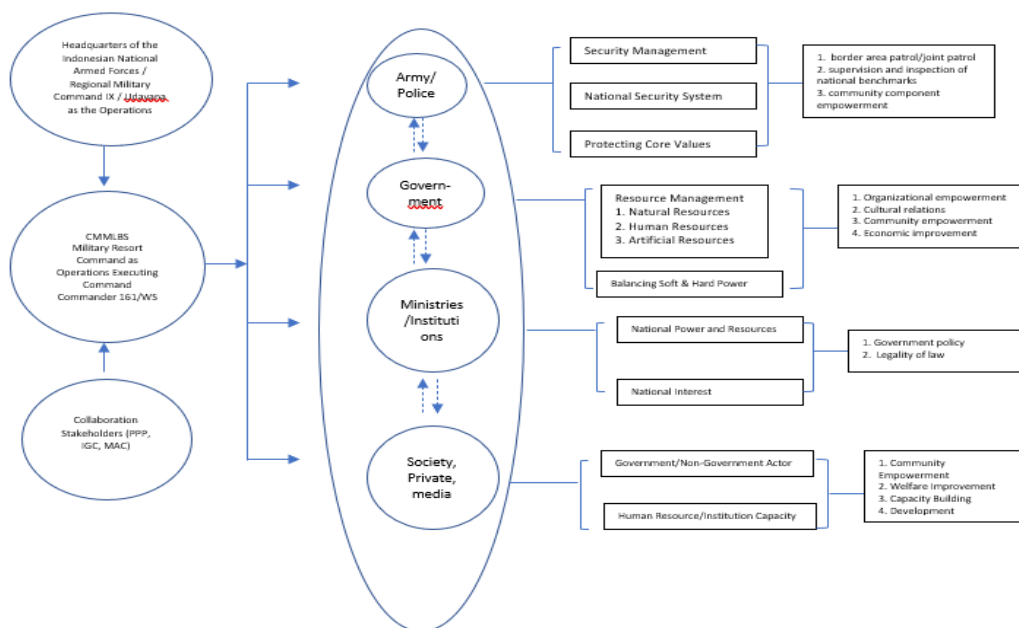 Headquarters of the
Indonesian National
Armed Forces /
Regional Military
Command IX / Udayana
as the Operations
CMMLBS
Military Resort
Command as
Operations Executing
Command
Commander 161/WS
Collaboration
Stakeholders (PPP,
IGC, MAC)
Army/
Police
Govern-
ment
Ministries
/Instituti
ons
Society,
Private,
media
Security Management
National Security System
Protecting Core Values
1. border area patrol/joint patrol
2. supervision and inspection of
national benchmarks
3. community component
empowerment
Resource Management
1. Natural Resources
2. Human Resources
3. Artificial Resources
Balancing Soft & Hard Power
1. Organizational empowerment
2. Cultural relations
3. Community empowerment
4. Economic improvement
National Power and Resources
National Interest
1. Government policy
2. Legality of law
Government/Non-Government Actor
Human Resource/Institution Capacity
1. Community
Empowerment
2. Welfare Improvement
3. Capacity Building
4. Development